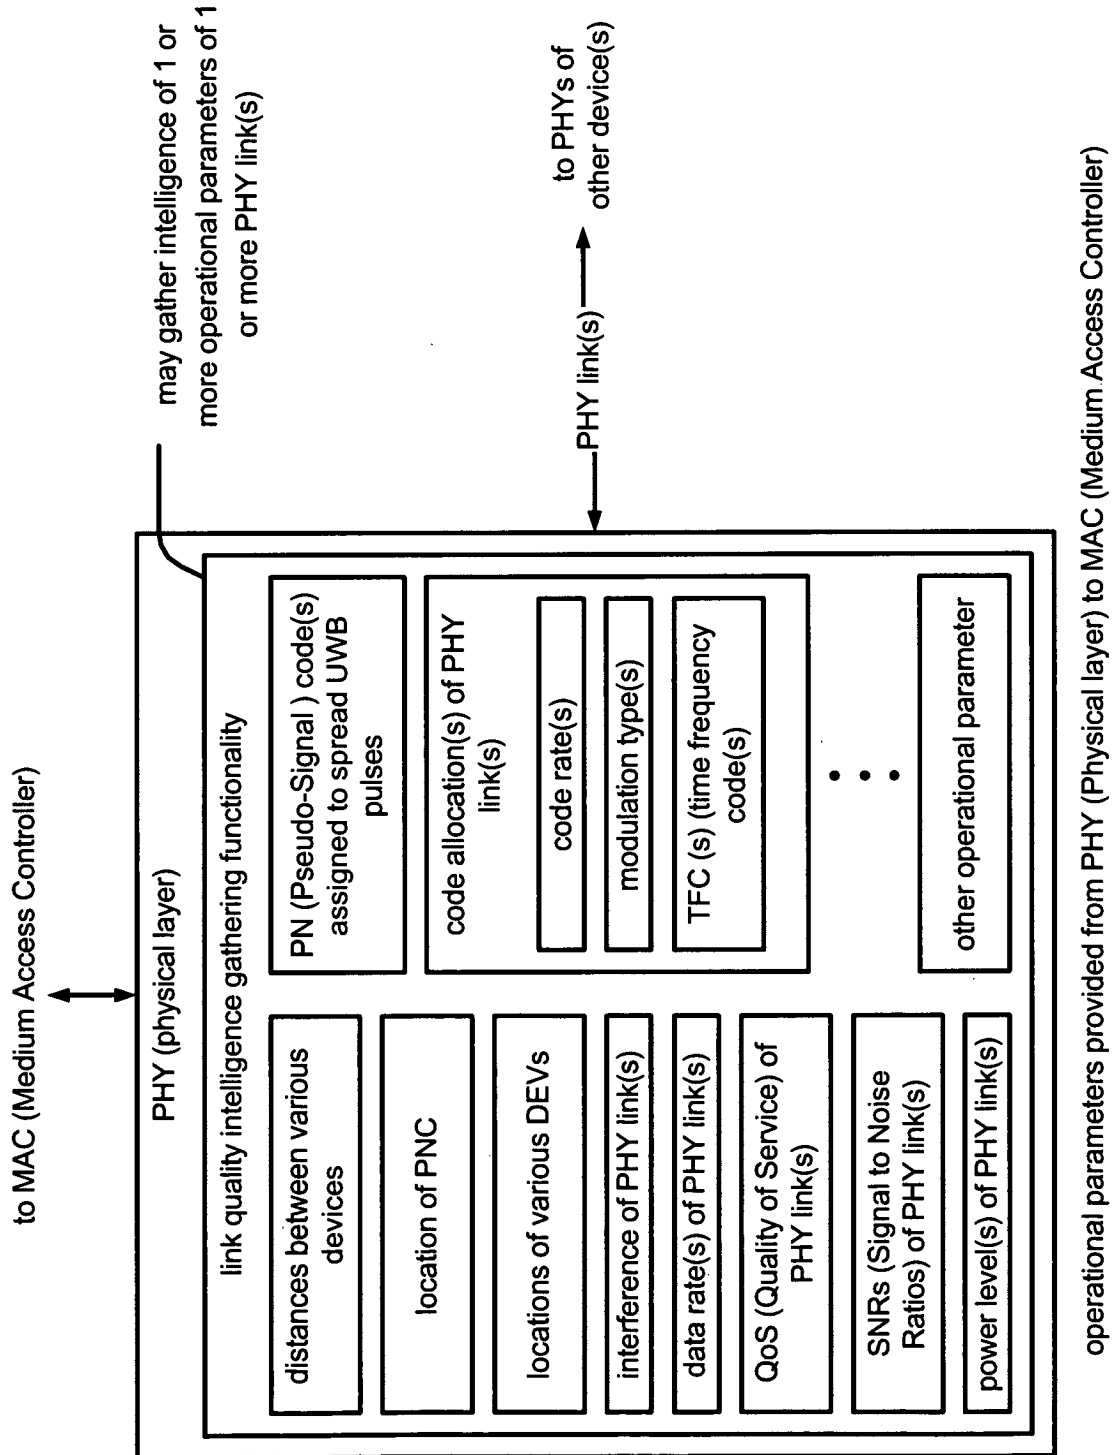 to MAC (Medium Access Controller)
PHY (physical layer)
link quality intelligence gathering functionality
distances between various
devices
location of PNC
locations of various DEVs
interference of PHY link(s)
data rate(s) of PHY link(s)
QoS (Quality of Service) of
PHY link(s)
SNRs (Signal to Noise
Ratios) of PHY link(s)
power level(s) of PHY link(s)
PN (Pseudo-Signal ) code(s)
assigned to spread UWB
pulses
code allocation(s) of PHY
link(s)
code rate(s)
modulation type(s)
TFC (s) (time frequency
code(s)
other operational parameter
may gather intelligence of 1 or
more operational parameters of 1
or more PHY link(s)
PHY link(s)
to PHYs of
other device(s)
operational parameters provided from PHY (Physical layer) to MAC (Medium Access Controller)